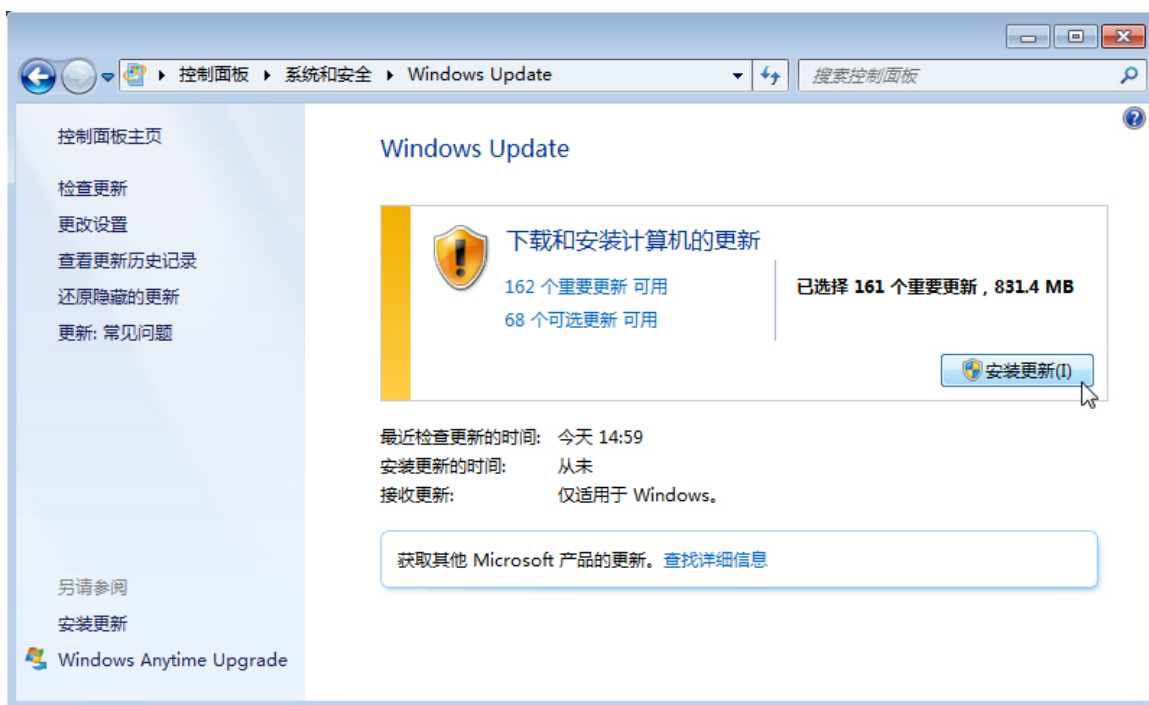 控制面板 系统和安全 Windows Update
搜索控制面板
控制面板主页
检查更新
更改设置
查看更新历史记录
还原隐藏的更新
更新: 常见问题
另请参阅
安装更新
Windows Anytime Upgrade
Windows Update
下载和安装计算机的更新
162 个重要更新 可用
68 个可选更新 可用
已选择 161 个重要更新，831.4 MB
安装更新(I)
最近检查更新的时间: 今天 14:59
安装更新的时间: 从未
接收更新: 仅适用于 Windows。
获取其他 Microsoft 产品的更新。查找详细信息